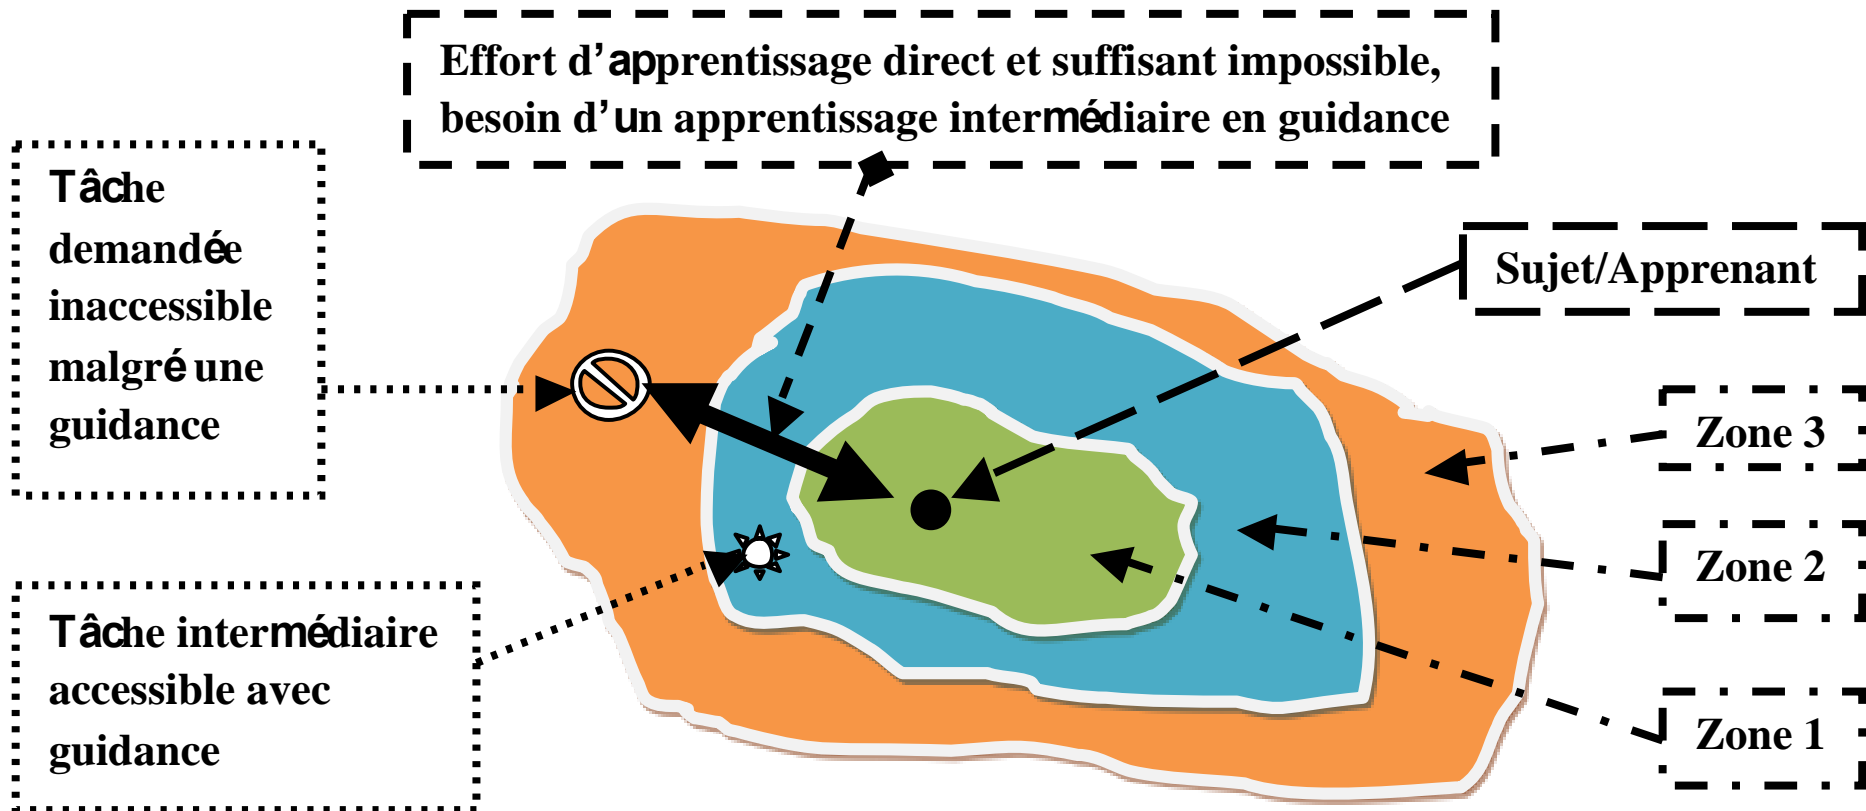 Effort d'apprentissage direct et suffisant impossible,
besoin d'un apprentissage intermédiaire en guidance
Tâche
demandée
inaccessible
malgré une
guidance
Sujet/Apprenant
Zone 3
Zone 2
Zone 1
Tâche intermédiaire
accessible avec
guidance